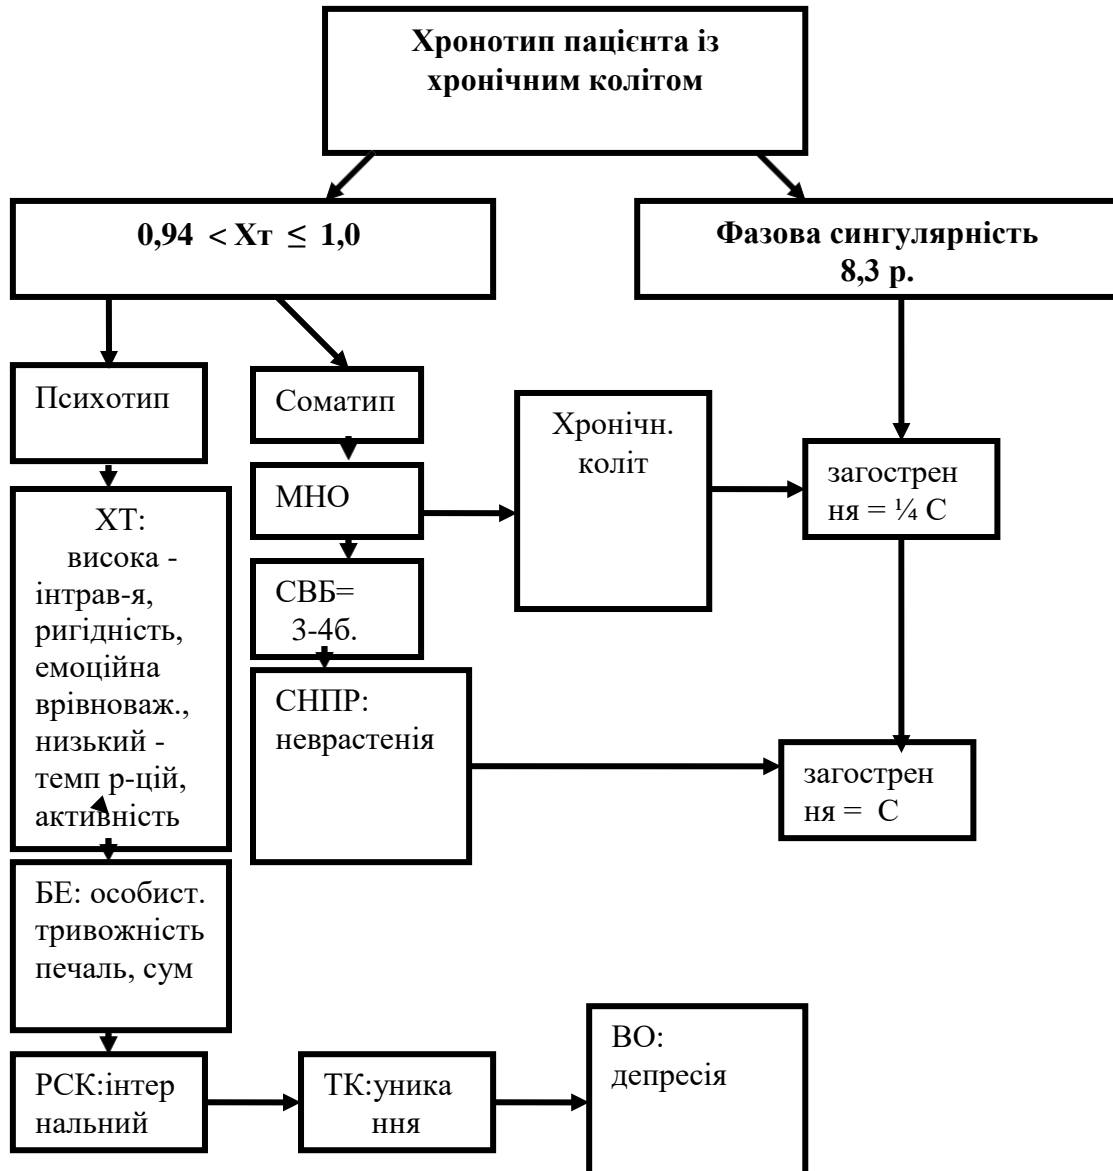 Хронотип пацієнта із
хронічним колітом
0,94 < Хт ≤ 1,0
Фазова сингулярність
8,3 р.
Психотип
Соматип
Хронічн.
коліт
МНО
загострен
ня = ¼ С
ХТ:
висока -
інтрав-я,
ригідність,
емоційна
врівноваж.,
низький -
темп р-цій,
активність
СВБ=
3-4б.
СНПР:
неврастенія
загострен
ня = С
БЕ: особист.
тривожність
печаль, сум
РСК:інтер
нальний
ТК:уника
ння
ВО:
депресія